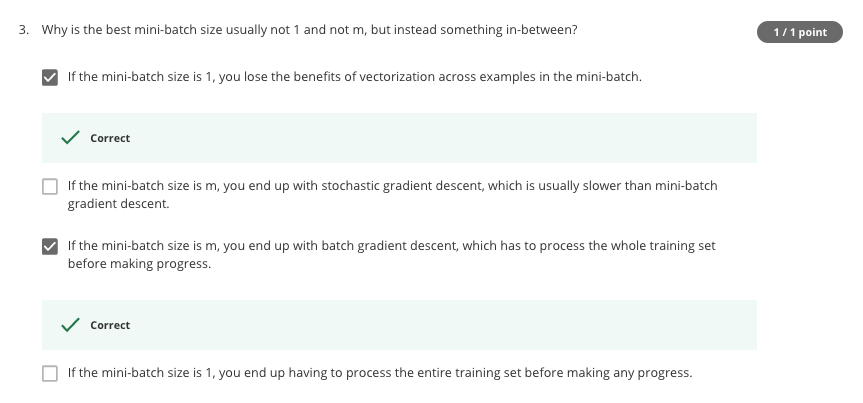 3. Why is the best mini-batch size usually not 1 and not m, but instead something in-between?
1 / 1 point
If the mini-batch size is 1, you lose the benefits of vectorization across examples in the mini-batch.
Correct
If the mini-batch size is m, you end up with stochastic gradient descent, which is usually slower than mini-batch
gradient descent.
If the mini-batch size is m, you end up with batch gradient descent, which has to process the whole training set
before making progress.
Correct
If the mini-batch size is 1, you end up having to process the entire training set before making any progress.